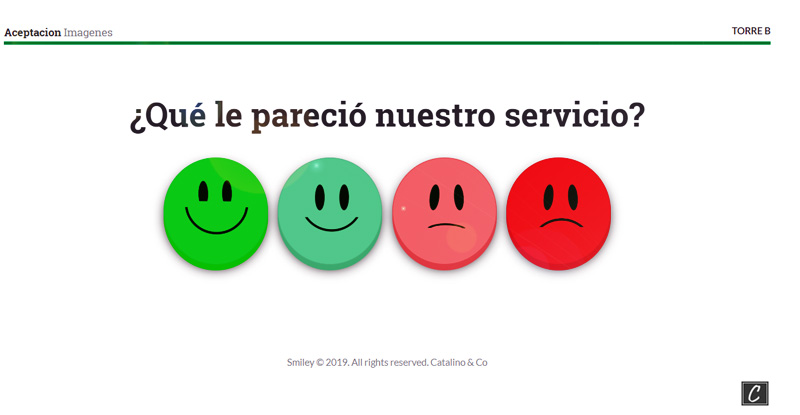 Aceptacion Imagenes
TORRE B
¿Qué le pareció nuestro servicio?
Smiley © 2019. All rights reserved. Catalino & Co
C